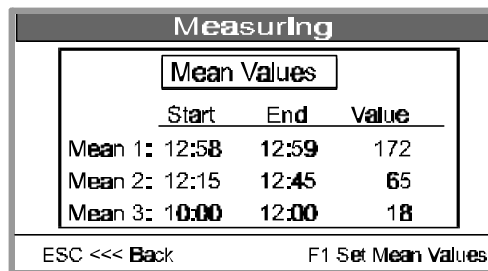 Measuring
Mean Values
Start End Value
Mean 1: 12:58 12:59 172
Mean 2: 12:15 12:45 65
Mean 3: 10:00 12:00 18
ESC <<< Back F1 Set Mean Values